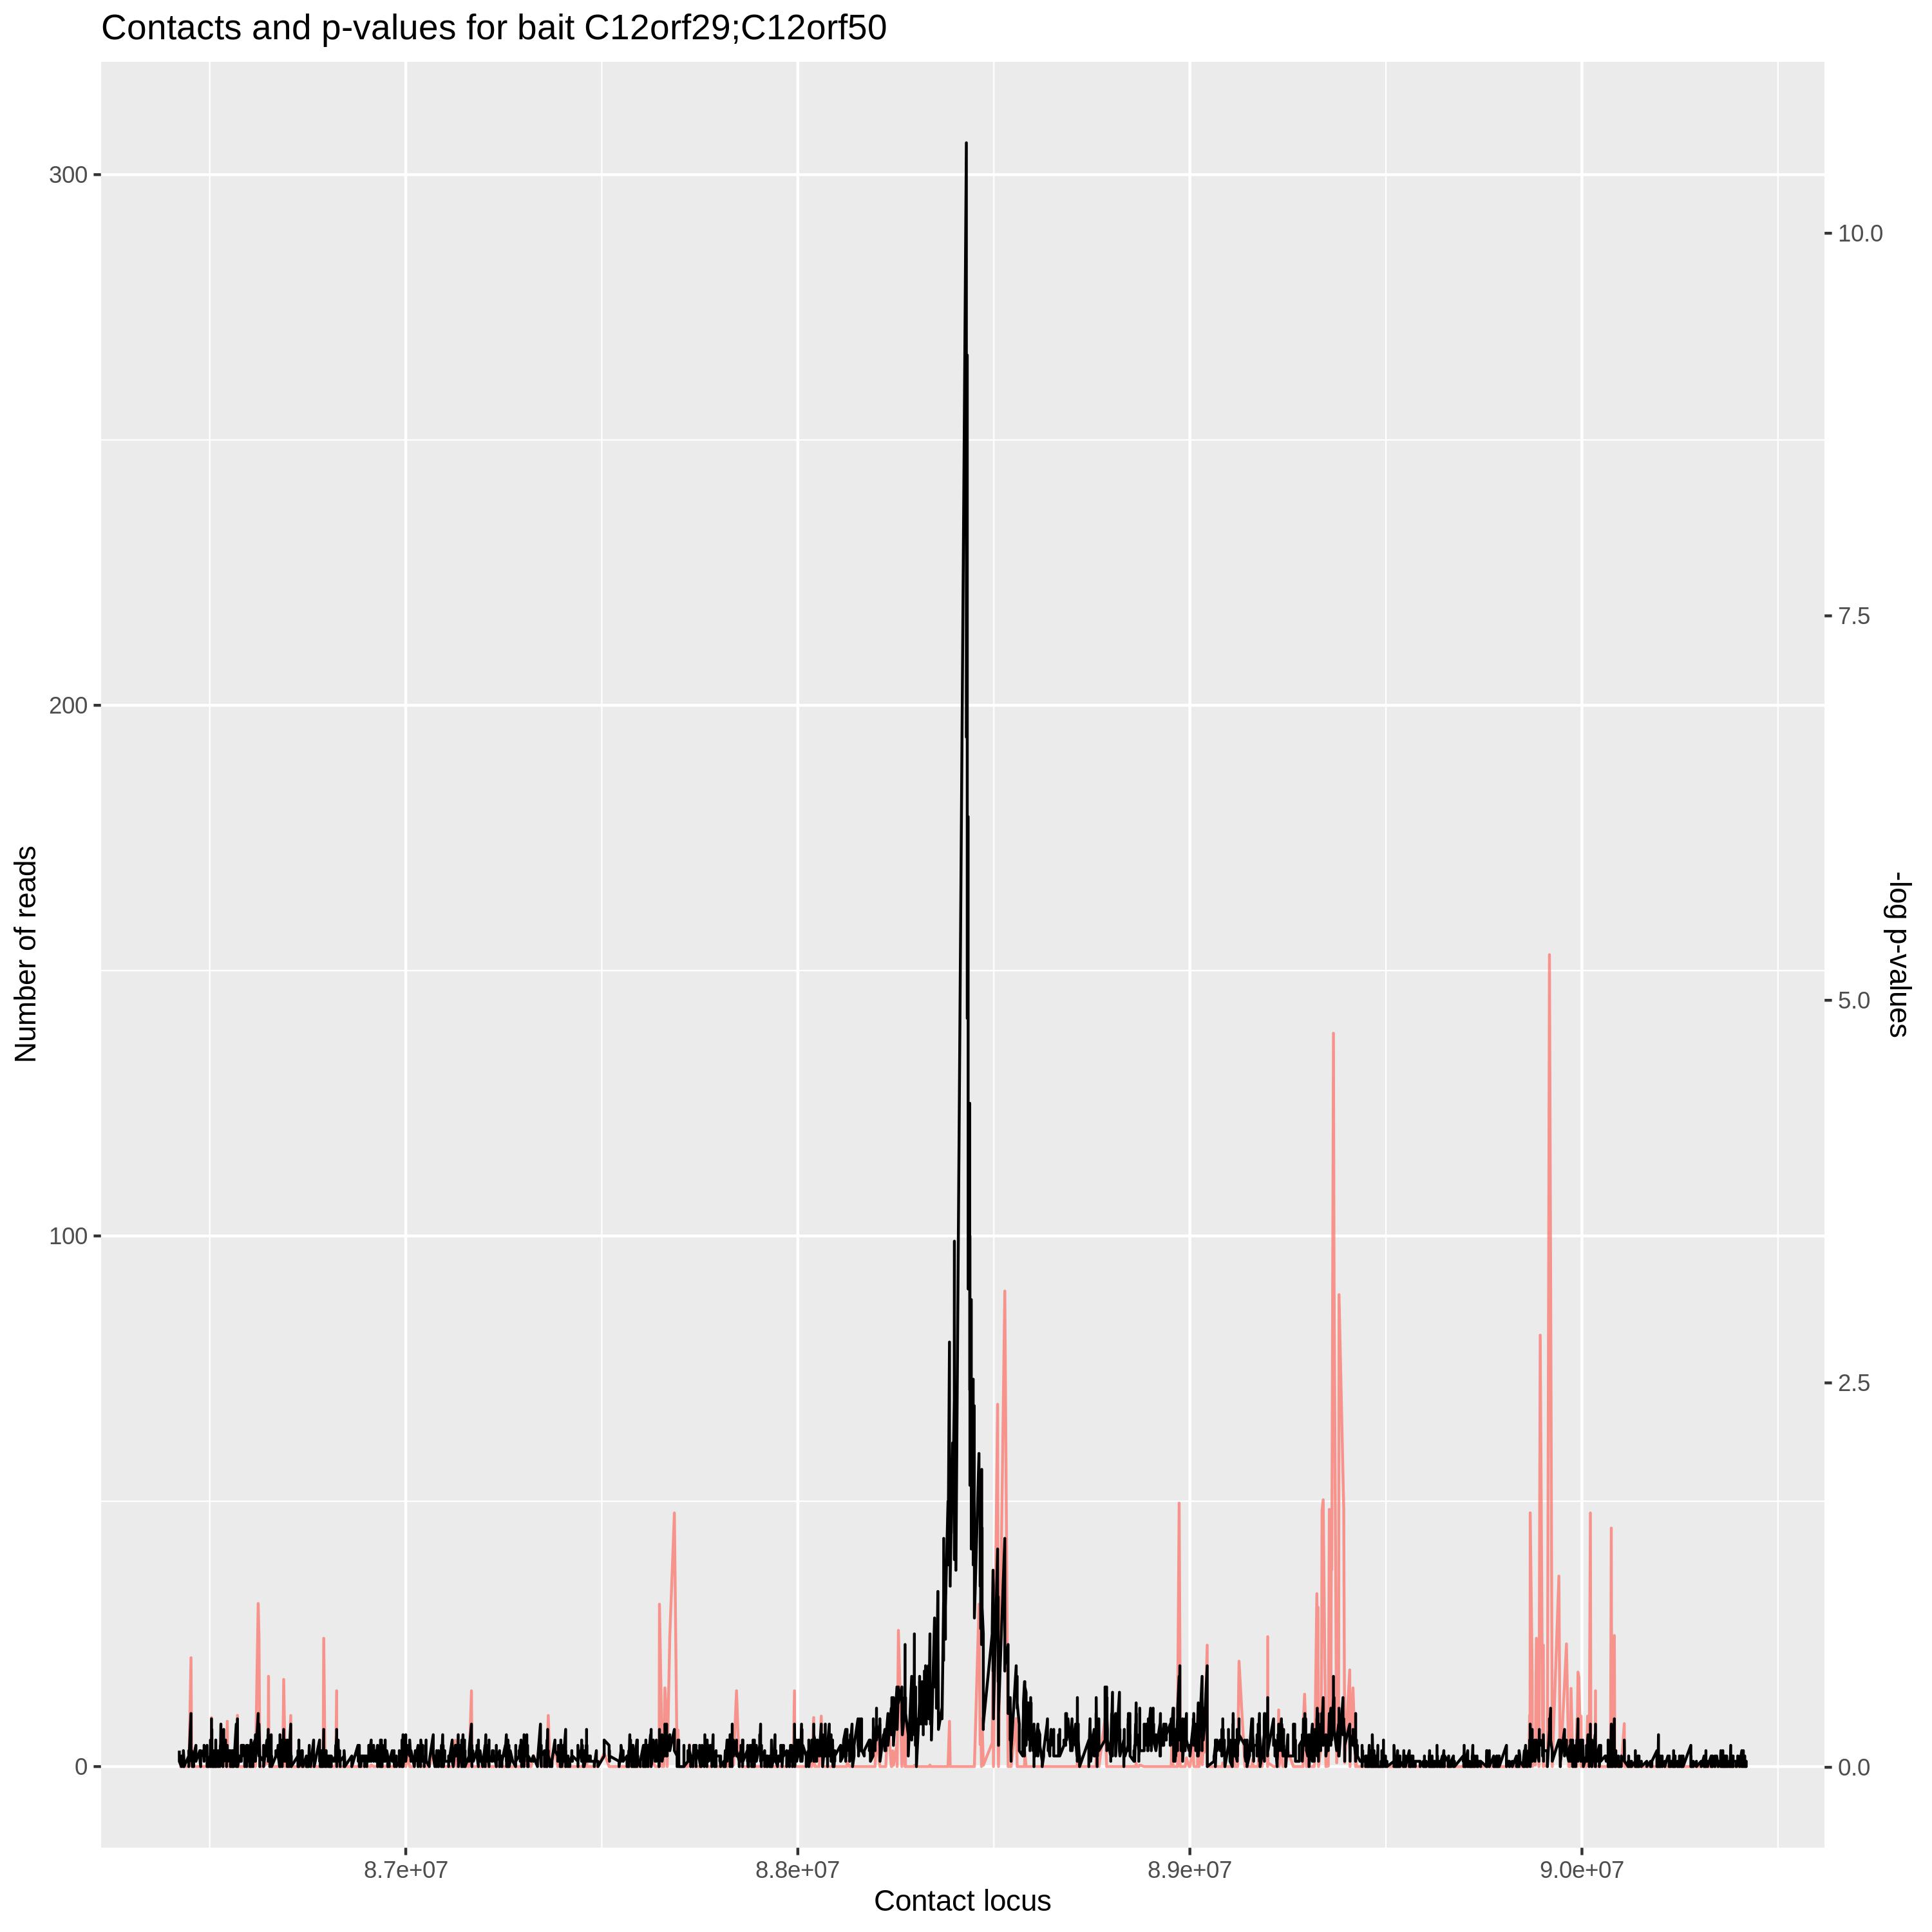 Contacts and p-values for bait C12orf29;C12orf50
300
200
100
0
Number of reads
10.0
7.5
5.0
2.5
0.0
-log p-values
8.7e+07
8.8e+07
8.9e+07
9.0e+07
Contact locus